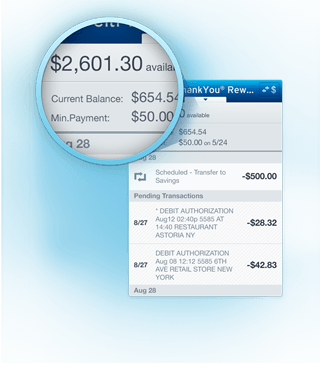 $2,601.30 availa
Current Balance: $654.54
Min.Payment: $50.00
Aug 28
hankYou® Rew...
$
0 available
$654.54
$50.00 on 5/24
Aug 28
Scheduled - Transfer to
Savings
-$500.00
Pending Transactions
8/27
* DEBIT AUTHORIZATION
Aug12 02:40p 5585 AT
14:40 RESTAURANT
ASTORIA NY
-$28.32
8/27
DEBIT AUTHORIZATION
Aug 08 12:12 5585 6TH
AVE RETAIL STORE NEW
YORK
-$42.83
Aug 28